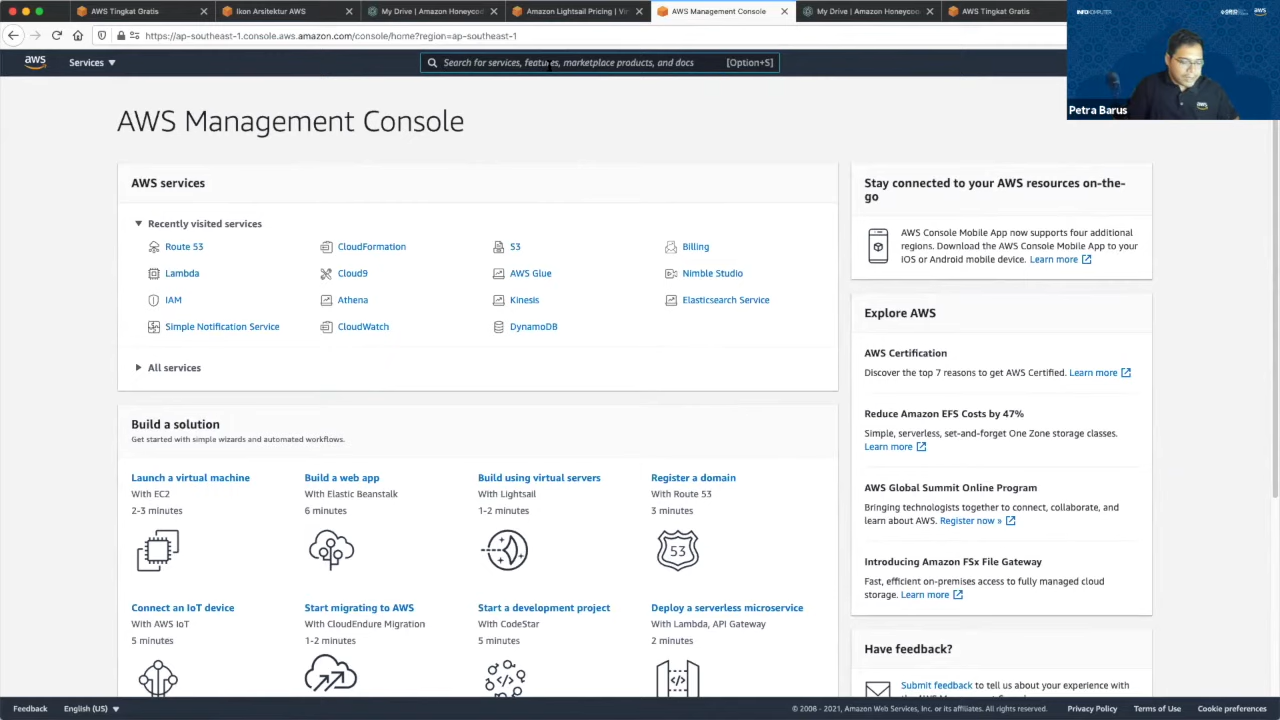 AWS Tingkat Gratis
Ikon Arsitektur AWS
My Drive | Amazon Honeycod
Amazon Lightsail Pricing | Vir
AWS Management Console
My Drive | Amazon Honeycod
AWS Tingkat Gratis
https://ap-southeast-1.console.aws.amazon.com/console/home?region=ap-southeast-1
aws
Services
Search for services, features, marketplace products, and docs
[Option+S]
INFOKOMPUTER
aws
aws
Petra Barus
AWS Management Console
AWS services
Recently visited services
Route 53
CloudFormation
S3
Billing
Lambda
Cloud9
AWS Glue
Nimble Studio
IAM
Athena
Kinesis
Elasticsearch Service
Simple Notification Service
CloudWatch
DynamoDB
All services
Build a solution
Get started with simple wizards and automated workflows.
Launch a virtual machine
With EC2
2-3 minutes
Build a web app
With Elastic Beanstalk
6 minutes
Build using virtual servers
With Lightsail
1-2 minutes
Register a domain
With Route 53
3 minutes
53
Connect an IoT device
With AWS IoT
5 minutes
Start migrating to AWS
With CloudEndure Migration
1-2 minutes
Start a development project
With CodeStar
5 minutes
Deploy a serverless microservice
With Lambda, API Gateway
2 minutes
Stay connected to your AWS resources on-the-
go
AWS Console Mobile App now supports four additional
regions. Download the AWS Console Mobile App to your
iOS or Android mobile device. Learn more
Explore AWS
AWS Certification
Discover the top 7 reasons to get AWS Certified. Learn more
Reduce Amazon EFS Costs by 47%
Simple, serverless, set-and-forget One Zone storage classes.
Learn more
AWS Global Summit Online Program
Bringing technologists together to connect, collaborate, and
learn about AWS. Register now »
Introducing Amazon FSx File Gateway
Fast, efficient on-premises access to fully managed cloud
storage. Learn more
Have feedback?
Submit feedback to tell us about your experience with
Feedback
English (US)
© 2008 - 2021, Amazon Web Services, Inc. or its affiliates. All rights reserved.
Privacy Policy
Terms of Use
Cookie preferences